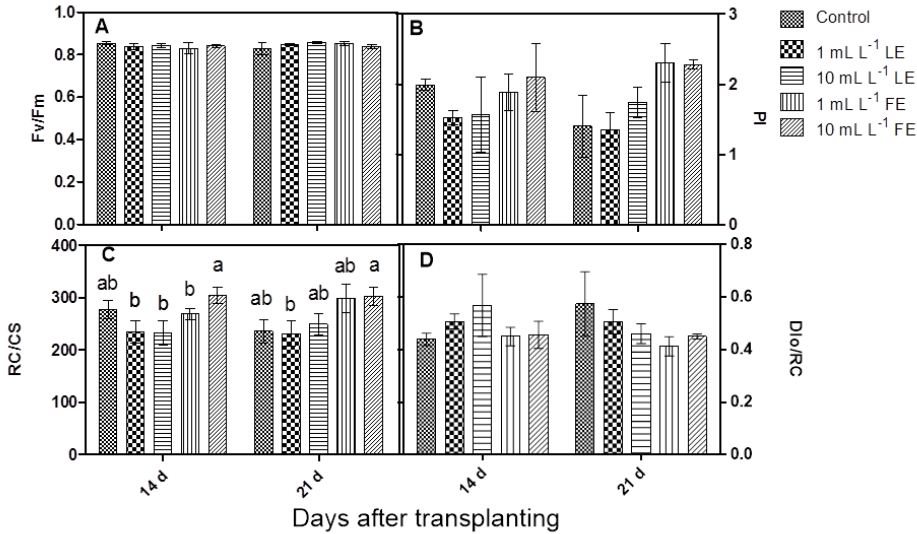 A
Fv/Fm
1.0
0.8
0.6
0.4
0.2
0.0
B
PI
3
2
1
0
Control
1 mL L⁻¹ LE
10 mL L⁻¹ LE
1 mL L⁻¹ FE
10 mL L⁻¹ FE
C
RC/CS
400
300
200
100
0
ab b b b a
ab b ab ab a
14 d 21 d
D
DIo/RC
0.8
0.6
0.4
0.2
0.0
14 d 21 d
Days after transplanting